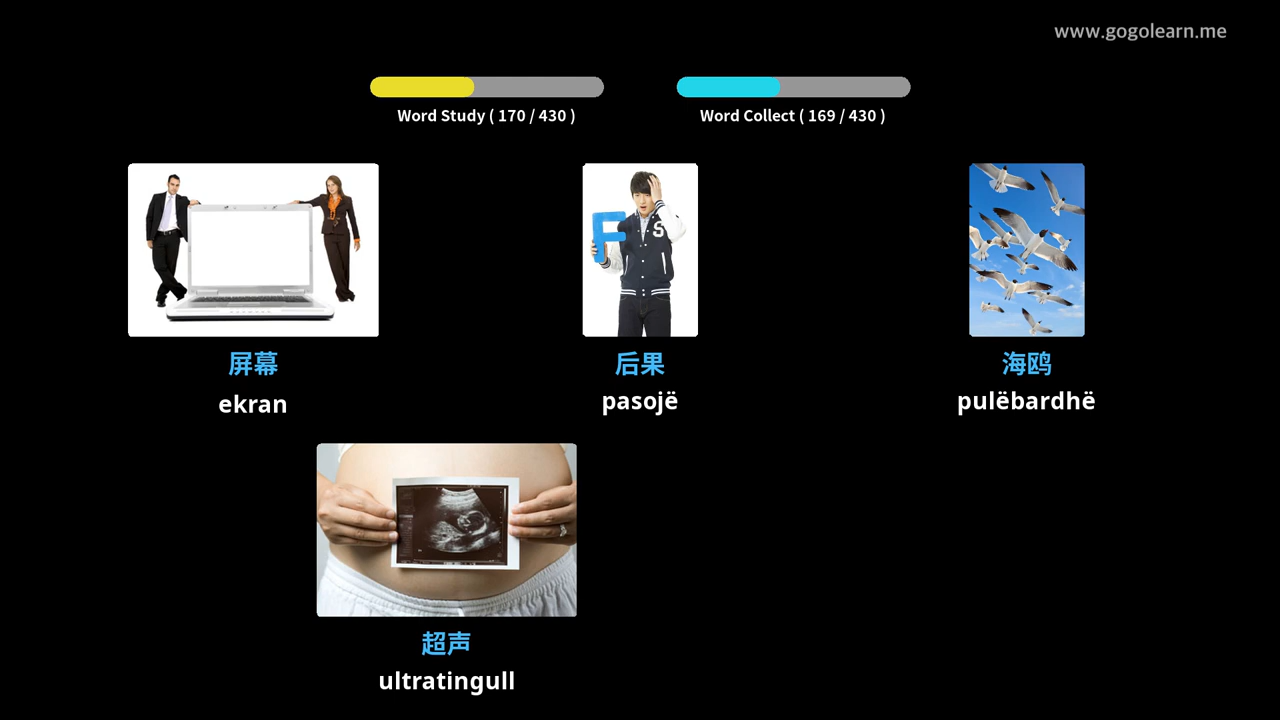 www.gogolearn.me
Word Study ( 170 / 430 )
Word Collect ( 169 / 430 )
F
S
屏幕
ekran
后果
pasojë
海鸥
pulëbardhë
超声
ultratingull